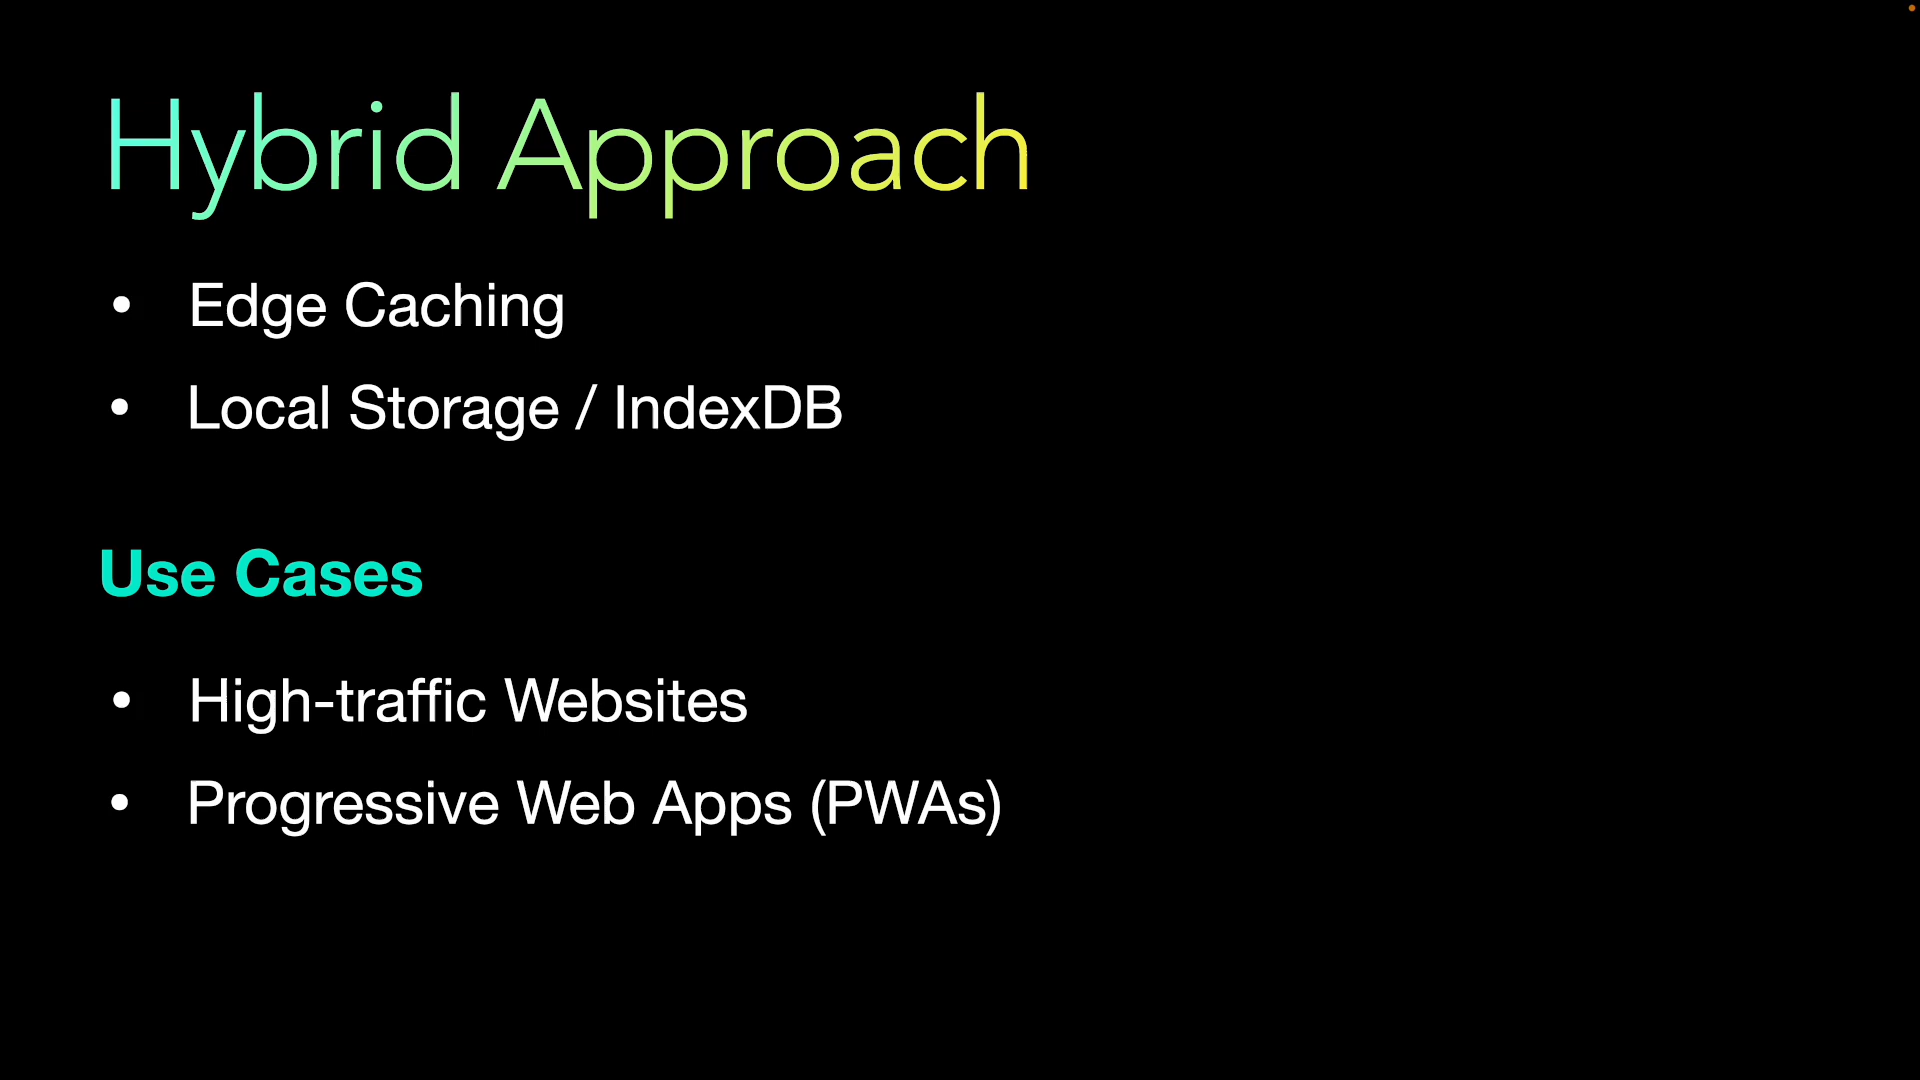 Hybrid Approach
• Edge Caching
• Local Storage / IndexDB
Use Cases
• High-traffic Websites
• Progressive Web Apps (PWAs)